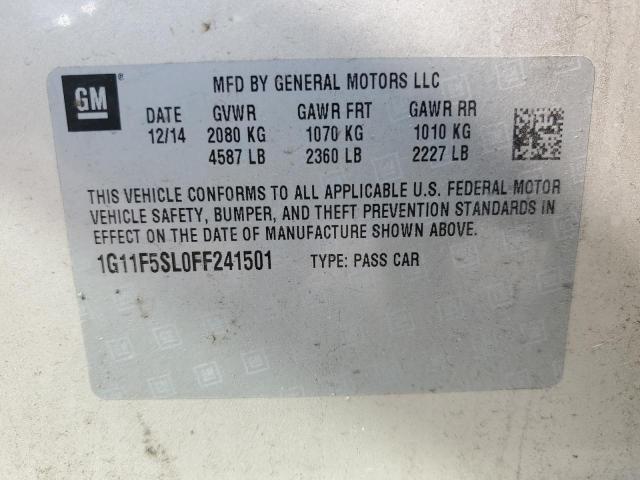 GM
MFD BY GENERAL MOTORS LLC
DATE GVWR GAWR FRT GAWR RR
12/14 2080 KG 1070 KG 1010 KG
4587 LB 2360 LB 2227 LB
THIS VEHICLE CONFORMS TO ALL APPLICABLE U.S. FEDERAL MOTOR
VEHICLE SAFETY, BUMPER, AND THEFT PREVENTION STANDARDS IN
EFFECT ON THE DATE OF MANUFACTURE SHOWN ABOVE.
1G11F5SL0FF241501 TYPE: PASS CAR